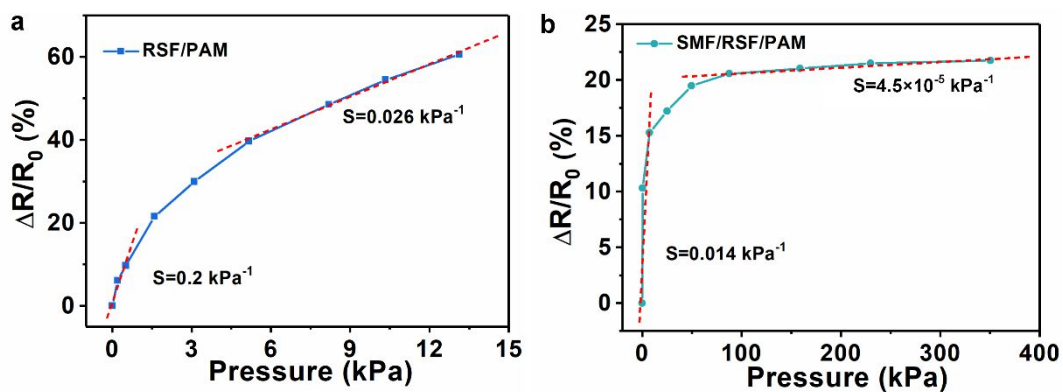 a
RSF/PAM
S=0.026 kPa⁻¹
S=0.2 kPa⁻¹
ΔR/R₀ (%)
60
40
20
0
0 3 6 9 12 15
Pressure (kPa)
b
SMF/RSF/PAM
S=4.5×10⁻⁵ kPa⁻¹
S=0.014 kPa⁻¹
ΔR/R₀ (%)
25
20
15
10
5
0
0 100 200 300 400
Pressure (kPa)